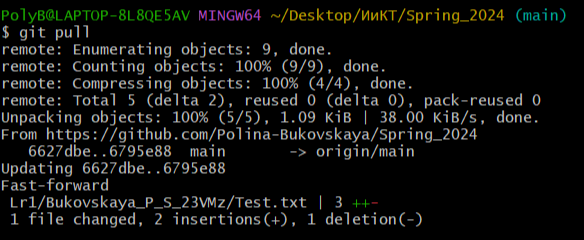 PolyB@LAPTOP-8L8QE5AV MINGW64 ~/Desktop/ИиКТ/Spring_2024 (main)
$ git pull
remote: Enumerating objects: 9, done.
remote: Counting objects: 100% (9/9), done.
remote: Compressing objects: 100% (4/4), done.
remote: Total 5 (delta 2), reused 0 (delta 0), pack-reused 0
Unpacking objects: 100% (5/5), 1.09 KiB | 38.00 KiB/s, done.
From https://github.com/Polina-Bukovskaya/Spring_2024
   6627dbe..6795e88  main       -> origin/main
Updating 6627dbe..6795e88
Fast-forward
 Lr1/Bukovskaya_P_S_23VMz/Test.txt | 3 ++-
 1 file changed, 2 insertions(+), 1 deletion(-)